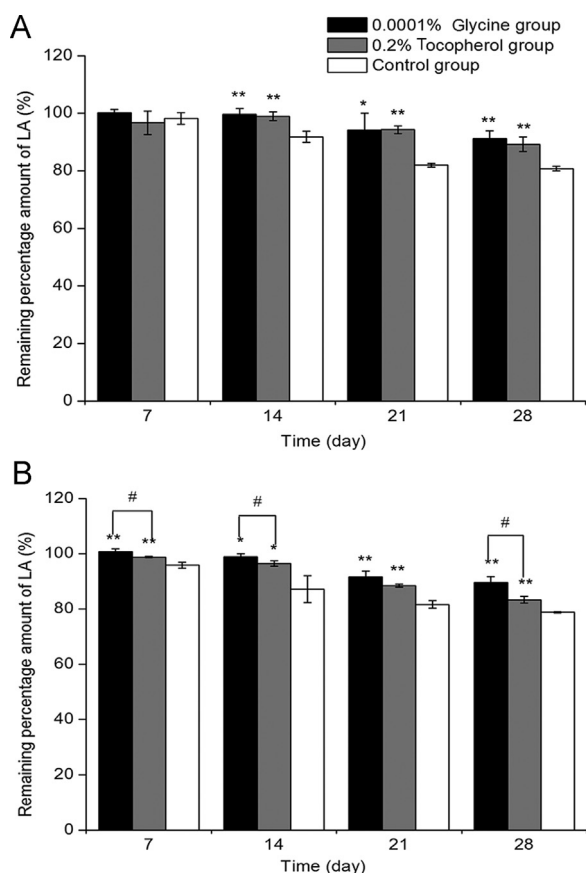 A
0.0001% Glycine group
0.2% Tocopherol group
Control group
Remaining percentage amount of LA (%)
120
100
80
60
40
20
0
** ** * ** ** **
7 14 21 28
Time (day)
B
Remaining percentage amount of LA (%)
120
100
80
60
40
20
0
# # #
** ** * * ** ** ** **
7 14 21 28
Time (day)